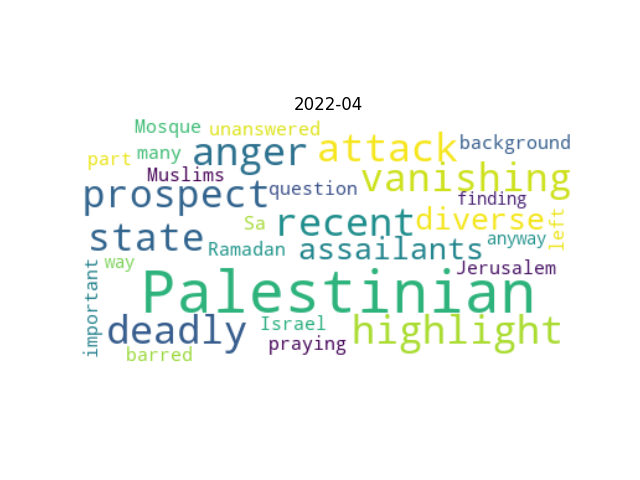 2022-04
Mosque unanswered
part many anger attack background
Muslims vanishing
prospect question finding
Sa recent diverse left
state Ramadan assailants anyway
important way Jerusalem
Palestinian
deadly Israel highlight
praying
barred